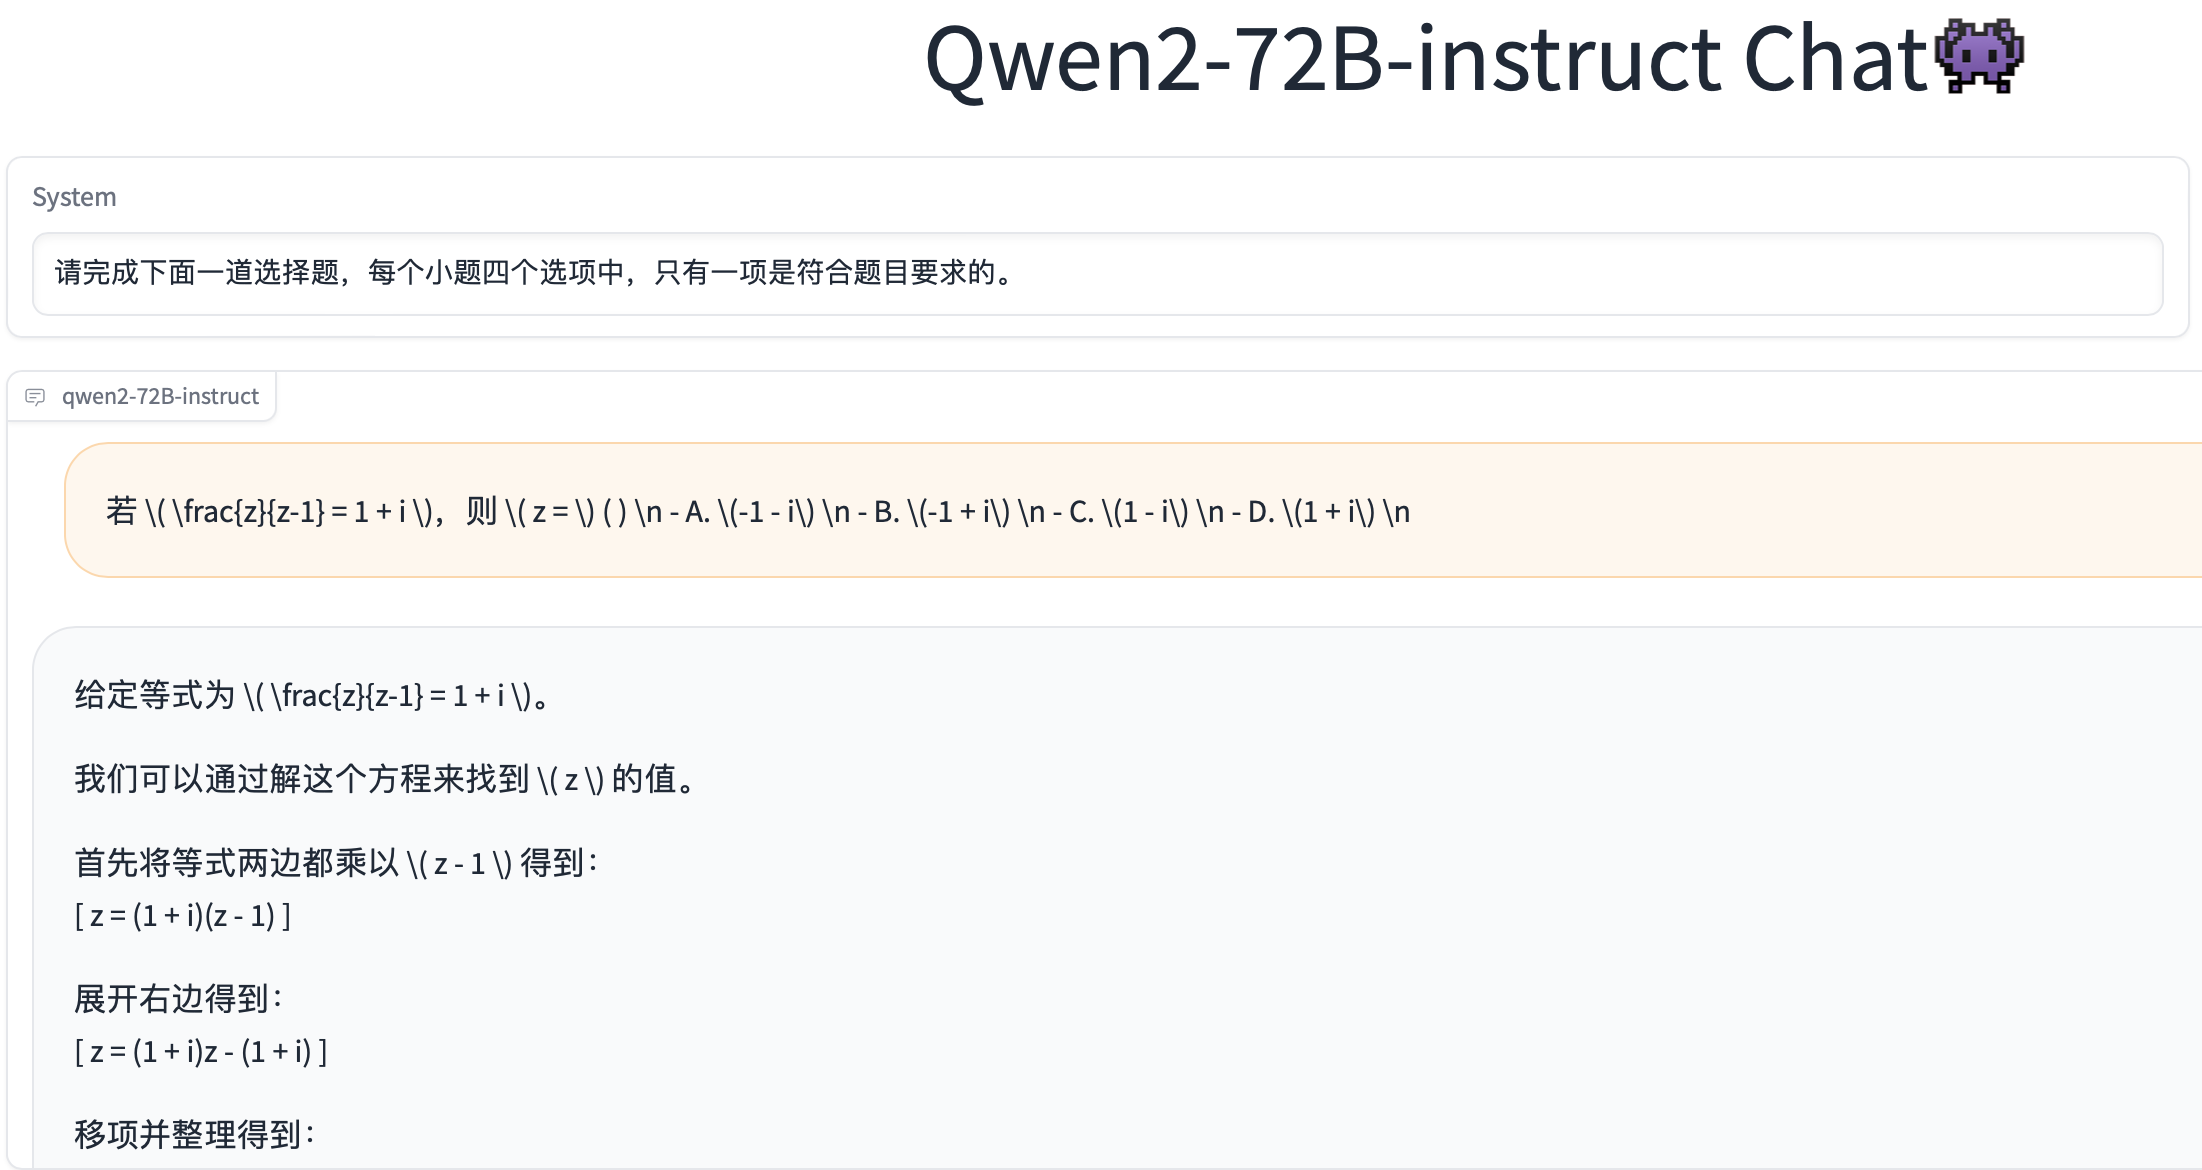 Qwen2-72B-instruct Chat👾
System
请完成下面一道选择题，每个小题四个选项中，只有一项是符合题目要求的。
qwen2-72B-instruct
若 \( \frac{z}{z-1} = 1 + i \)，则 \( z = \) ( ) \n - A. \(-1 - i\) \n - B. \(-1 + i\) \n - C. \(1 - i\) \n - D. \(1 + i\) \n
给定等式为 \( \frac{z}{z-1} = 1 + i \)。
我们可以通过解这个方程来找到 \( z \) 的值。
首先将等式两边都乘以 \( z - 1 \) 得到：
[ z = (1 + i)(z - 1) ]
展开右边得到：
[ z = (1 + i)z - (1 + i) ]
移项并整理得到：